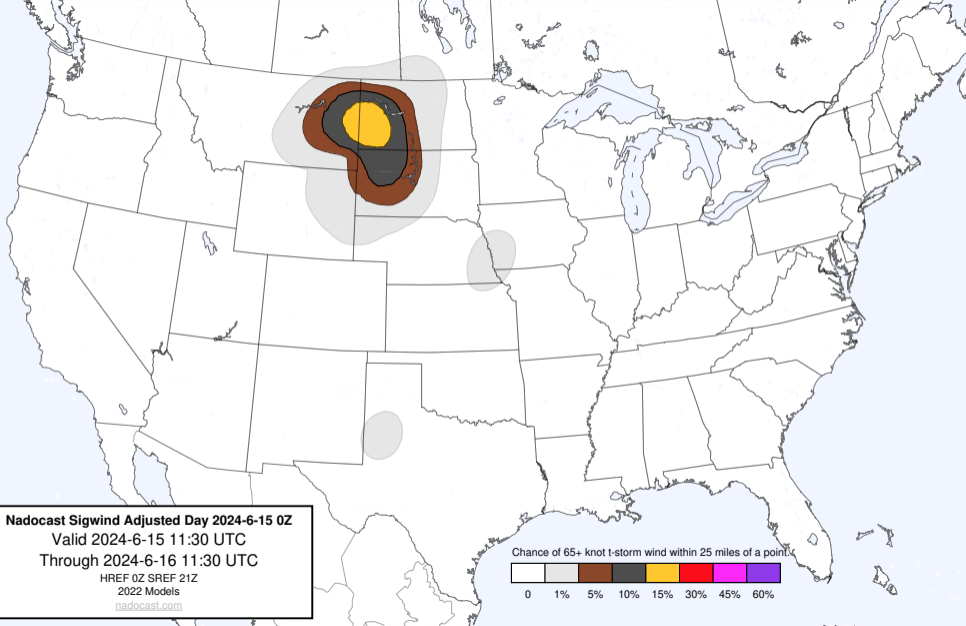 Nadocast Sigwind Adjusted Day 2024-6-15 0Z
Valid 2024-6-15 11:30 UTC
Through 2024-6-16 11:30 UTC
HREF 0Z SREF 21Z
2022 Models
nadocast.com
Chance of 65+ knot t-storm wind within 25 miles of a point.
0 1% 5% 10% 15% 30% 45% 60%